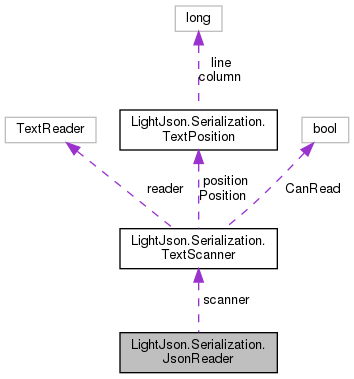 long
line
column
LightJson.Serialization.
TextPosition
TextReader
bool
reader
position
Position
CanRead
LightJson.Serialization.
TextScanner
scanner
LightJson.Serialization.
JsonReader